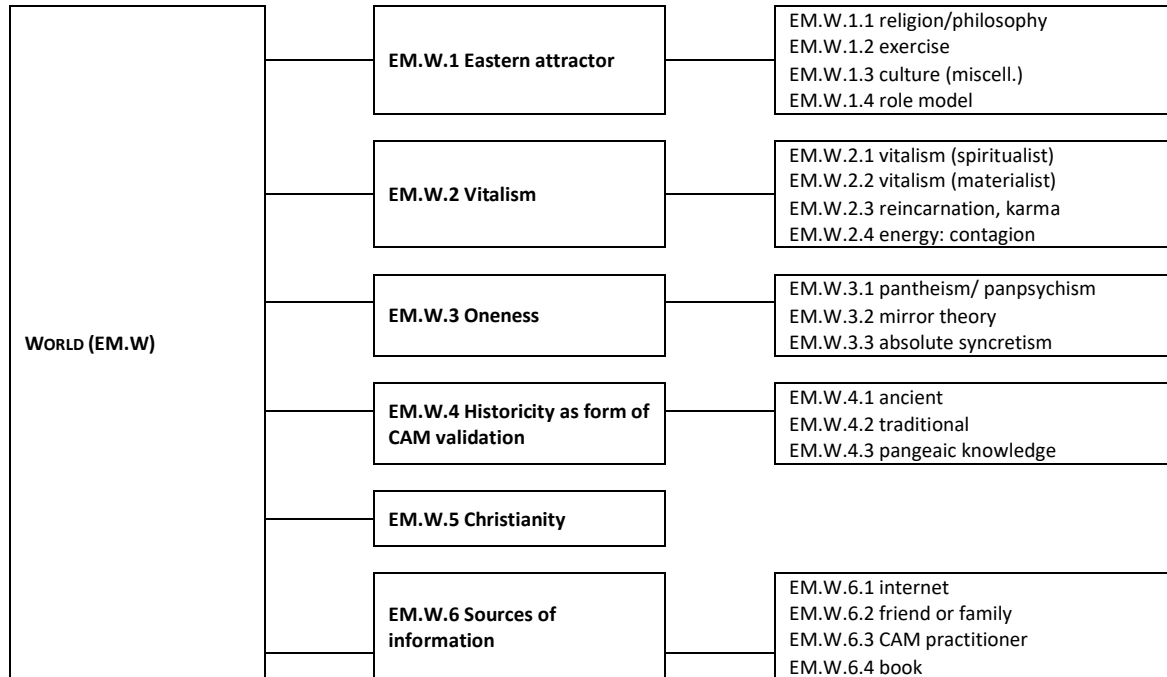 WORLD (EM.W)
EM.W.1 Eastern attractor
EM.W.1.1 religion/philosophy
EM.W.1.2 exercise
EM.W.1.3 culture (miscell.)
EM.W.1.4 role model
EM.W.2 Vitalism
EM.W.2.1 vitalism (spiritualist)
EM.W.2.2 vitalism (materialist)
EM.W.2.3 reincarnation, karma
EM.W.2.4 energy: contagion
EM.W.3 Oneness
EM.W.3.1 pantheism/ panpsychism
EM.W.3.2 mirror theory
EM.W.3.3 absolute syncretism
EM.W.4 Historicity as form of
CAM validation
EM.W.4.1 ancient
EM.W.4.2 traditional
EM.W.4.3 pangeaic knowledge
EM.W.5 Christianity
EM.W.6 Sources of
information
EM.W.6.1 internet
EM.W.6.2 friend or family
EM.W.6.3 CAM practitioner
EM.W.6.4 book